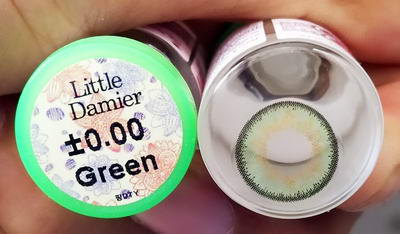 Little
Damier
±0.00
Green